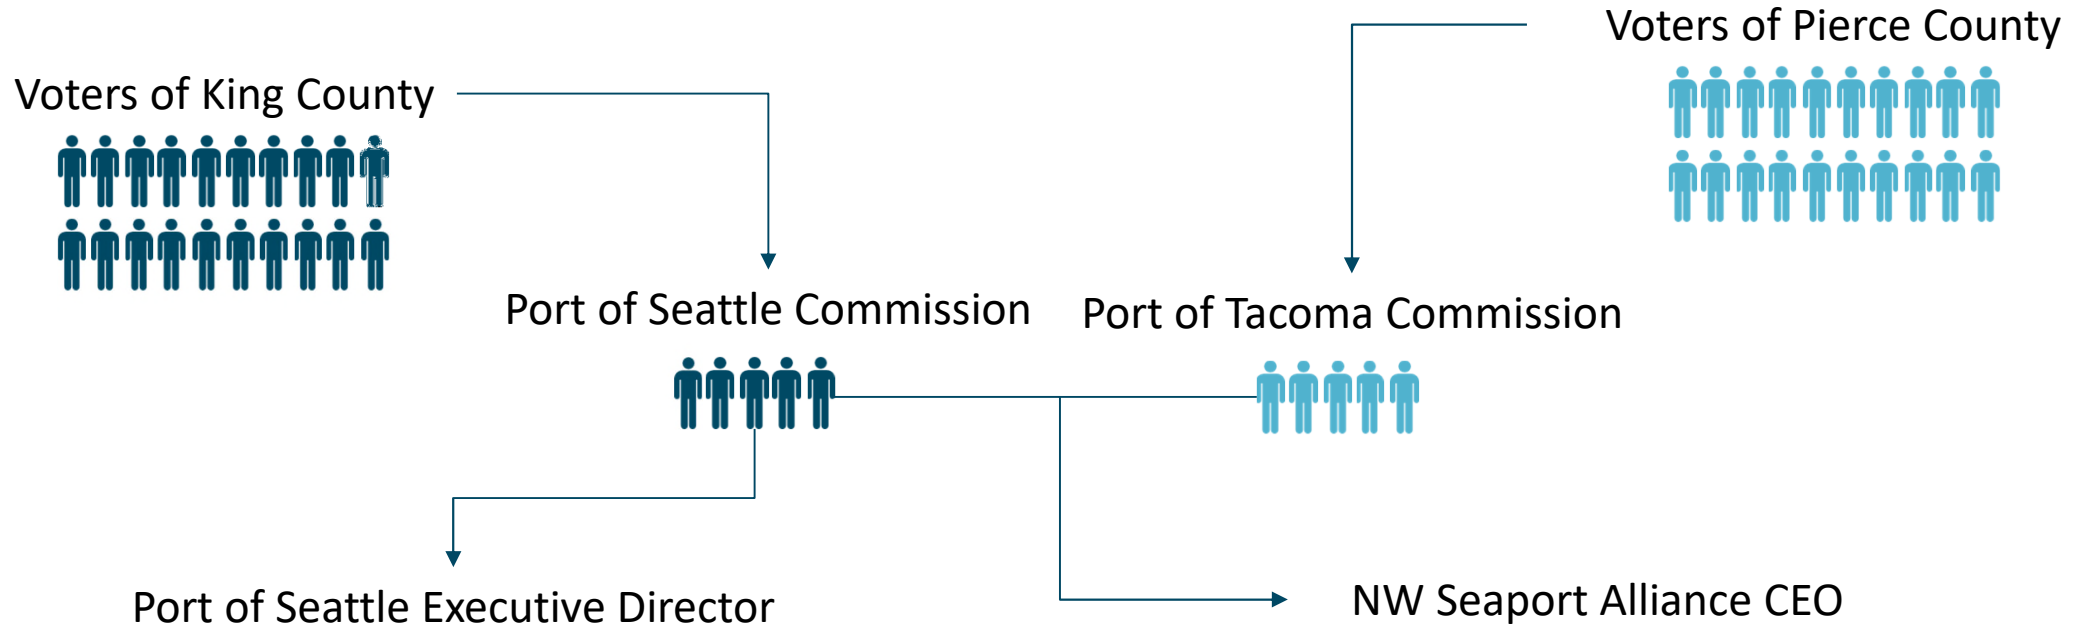 Voters of Pierce County
Voters of King County
Port of Seattle Commission
Port of Tacoma Commission
Port of Seattle Executive Director
NW Seaport Alliance CEO